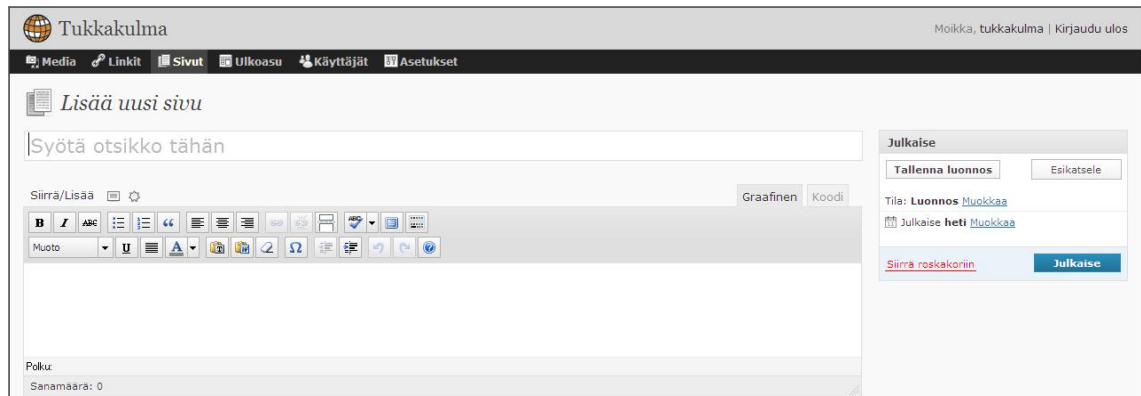 Tukkakulma
Moikka, tukkakulma | Kirjaudu ulos
Media Linkit Sivut Ulkoasu Käyttäjät Asetukset
Lisää uusi sivu
Syötä otsikko tähän
Siirrä/Lisää
Graafinen Koodi
B I ABC ABC
Muoto U A Ω
Polku:
Sanamäärä: 0
Julkaise
Tallenna luonnos Esikatsele
Tila: Luonnos Muokkaa
Julkaise heti Muokkaa
Siirrä roskakoriin Julkaise